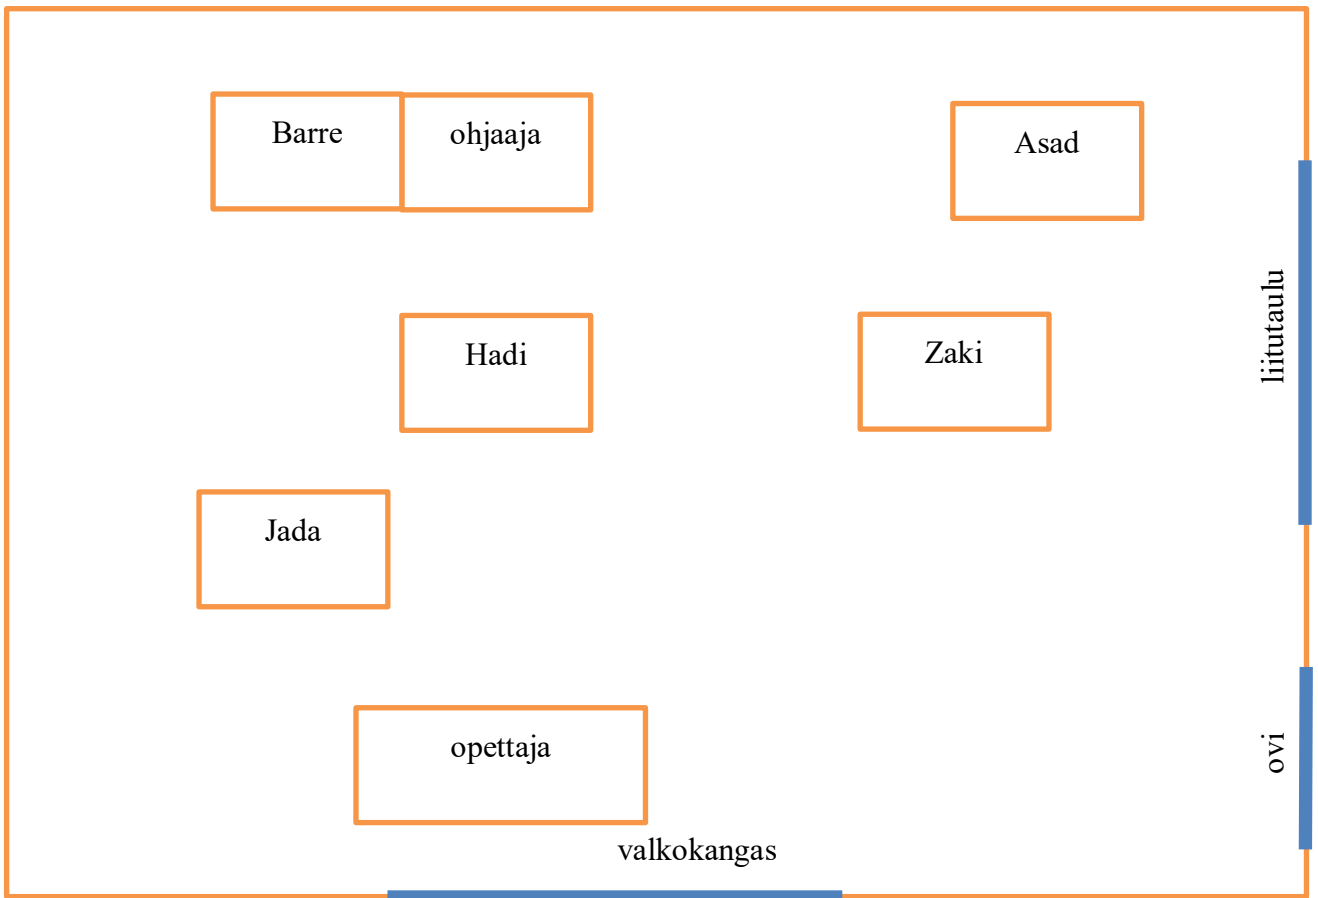 Barre
ohjaaja
Asad
liitutaulu
Hadi
Zaki
Jada
opettaja
ovi
valkokangas